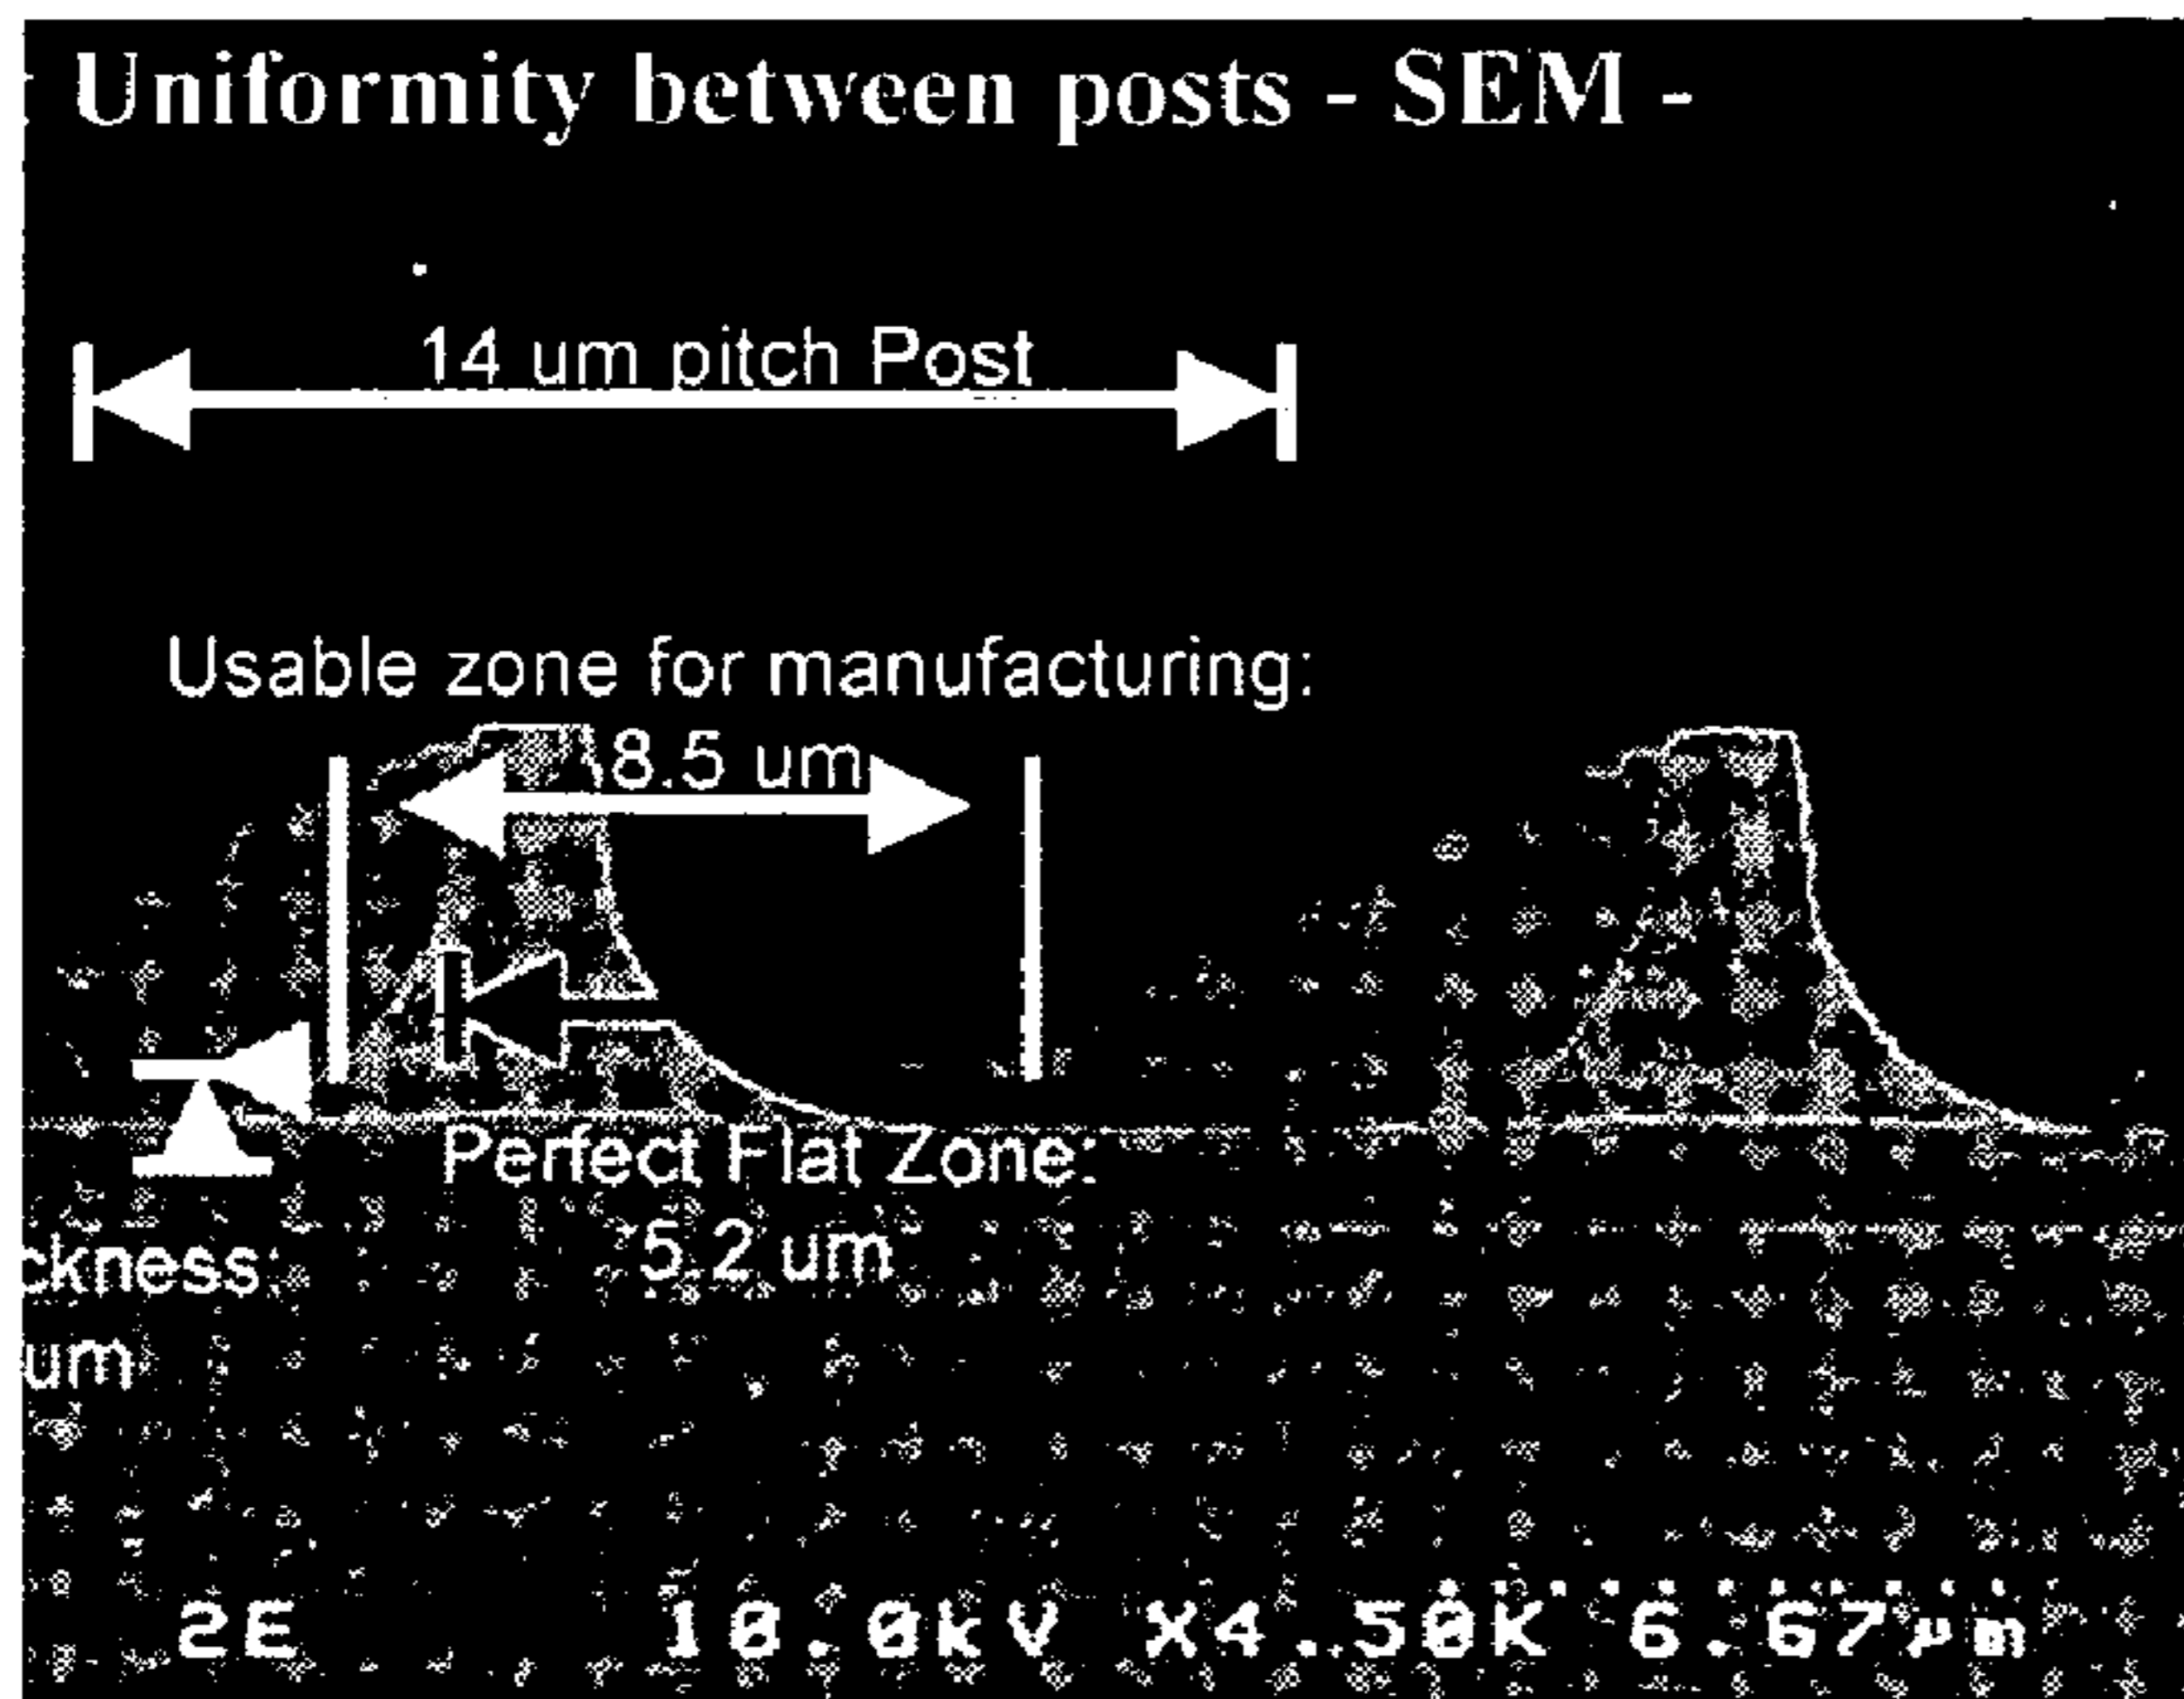 Uniformity between posts - SEM -
14 um pitch Post
Usable zone for manufacturing:
8.5 um
Perfect Flat Zone:
5.2 um
ckness:
um
2E 10.0kV X4.50K 6.67µm